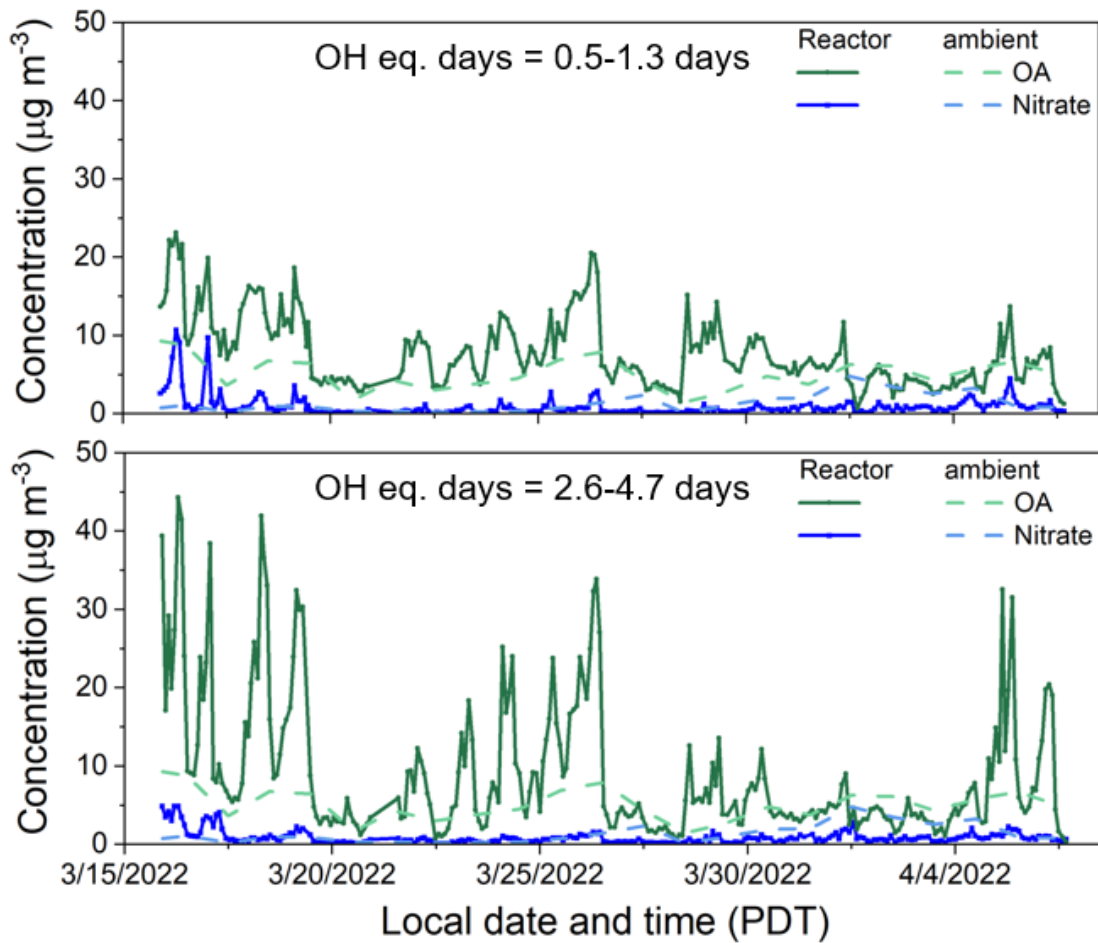 50
40
30
20
10
0
Concentration (μg m⁻³)
OH eq. days = 0.5-1.3 days
Reactor ambient
OA
Nitrate
50
40
30
20
10
0
Concentration (μg m⁻³)
OH eq. days = 2.6-4.7 days
Reactor ambient
OA
Nitrate
3/15/2022 3/20/2022 3/25/2022 3/30/2022 4/4/2022
Local date and time (PDT)